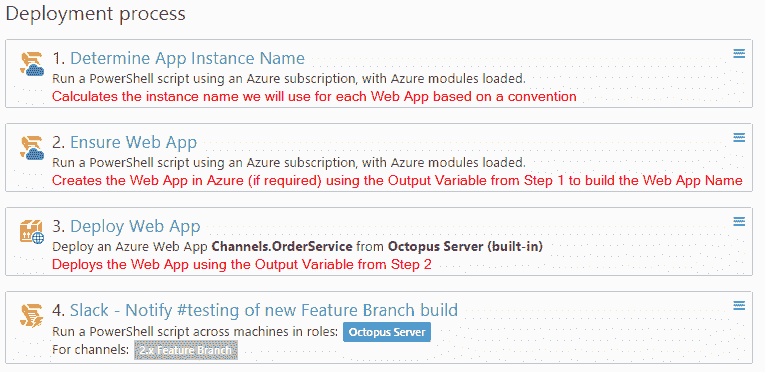 Deployment process
1. Determine App Instance Name
Run a PowerShell script using an Azure subscription, with Azure modules loaded.
Calculates the instance name we will use for each Web App based on a convention
2. Ensure Web App
Run a PowerShell script using an Azure subscription, with Azure modules loaded.
Creates the Web App in Azure (if required) using the Output Variable from Step 1 to build the Web App Name
3. Deploy Web App
Deploy an Azure Web App Channels.OrderService from Octopus Server (built-in)
Deploys the Web App using the Output Variable from Step 2
4. Slack - Notify #testing of new Feature Branch build
Run a PowerShell script across machines in roles: Octopus Server
For channels: 2.x Feature Branch